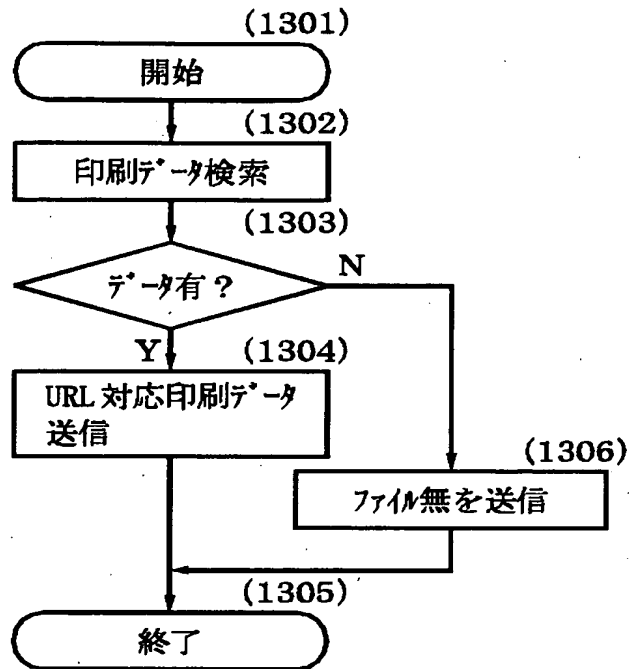 (1301)
開始
(1302)
印刷ﾃﾞｰﾀ検索
(1303)
ﾃﾞｰﾀ有？
N
Y
(1304)
URL 対応印刷ﾃﾞｰﾀ
送信
(1306)
ﾌｧｲﾙ無を送信
(1305)
終了